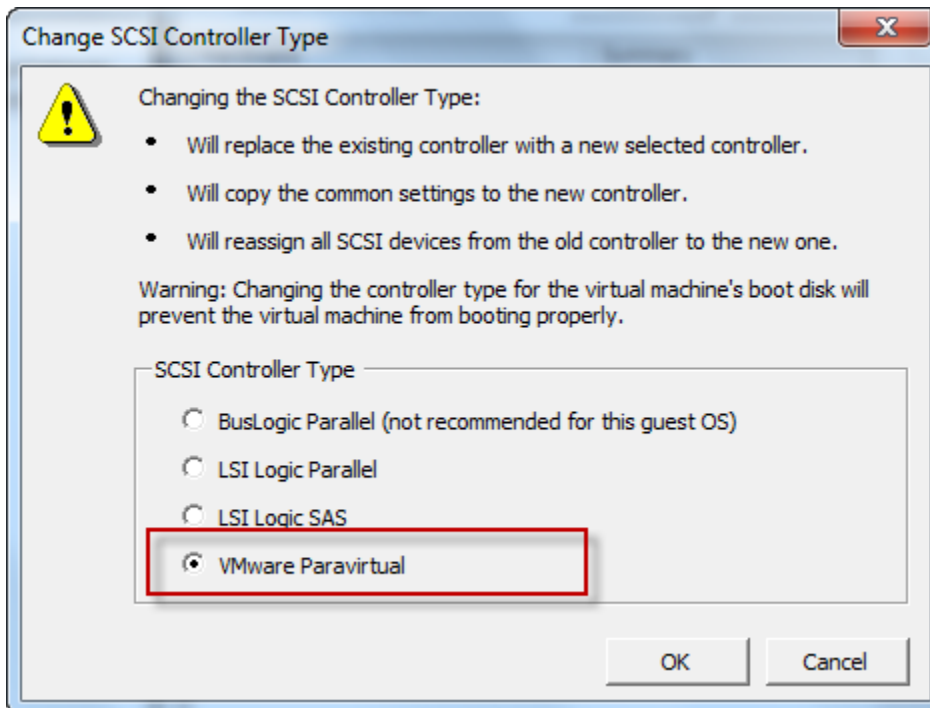 Change SCSI Controller Type
Changing the SCSI Controller Type:
• Will replace the existing controller with a new selected controller.
• Will copy the common settings to the new controller.
• Will reassign all SCSI devices from the old controller to the new one.
Warning: Changing the controller type for the virtual machine's boot disk will
prevent the virtual machine from booting properly.
SCSI Controller Type
BusLogic Parallel (not recommended for this guest OS)
LSI Logic Parallel
LSI Logic SAS
VMware Paravirtual
OK Cancel